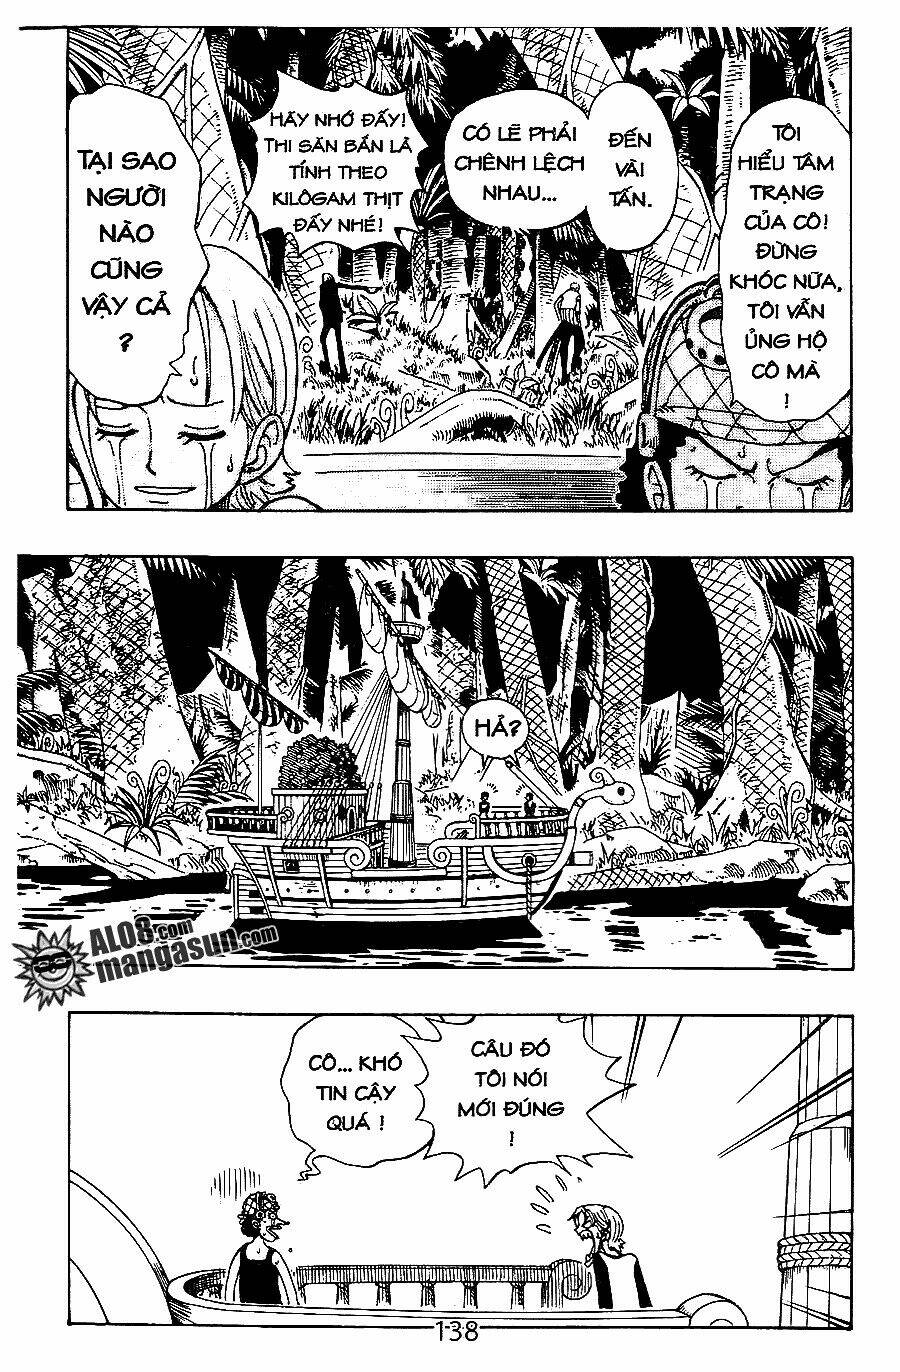 TÔI
HIỂU TÂM
TRẠNG
CỦA CÔ!
ĐỪNG
KHÓC NỮA,
TÔI VẪN
ỦNG HỘ
CÔ MÀ
!
ĐẾN
VÀI
TẤN.
CÓ LẼ PHẢI
CHÊNH LỆCH
NHAU...
HÃY NHỚ ĐẤY!
THI SĂN BẮN LÀ
TÍNH THEO
KILÔGAM THỊT
ĐẤY NHÉ!
TẠI SAO
NGƯỜI
NÀO
CŨNG
VẬY CẢ
?
HẢ?
ALO8.com
mangasun.com
CÂU ĐÓ
TÔI NÓI
MỚI ĐÚNG
!
CÔ... KHÓ
TIN CẬY
QUÁ !
138